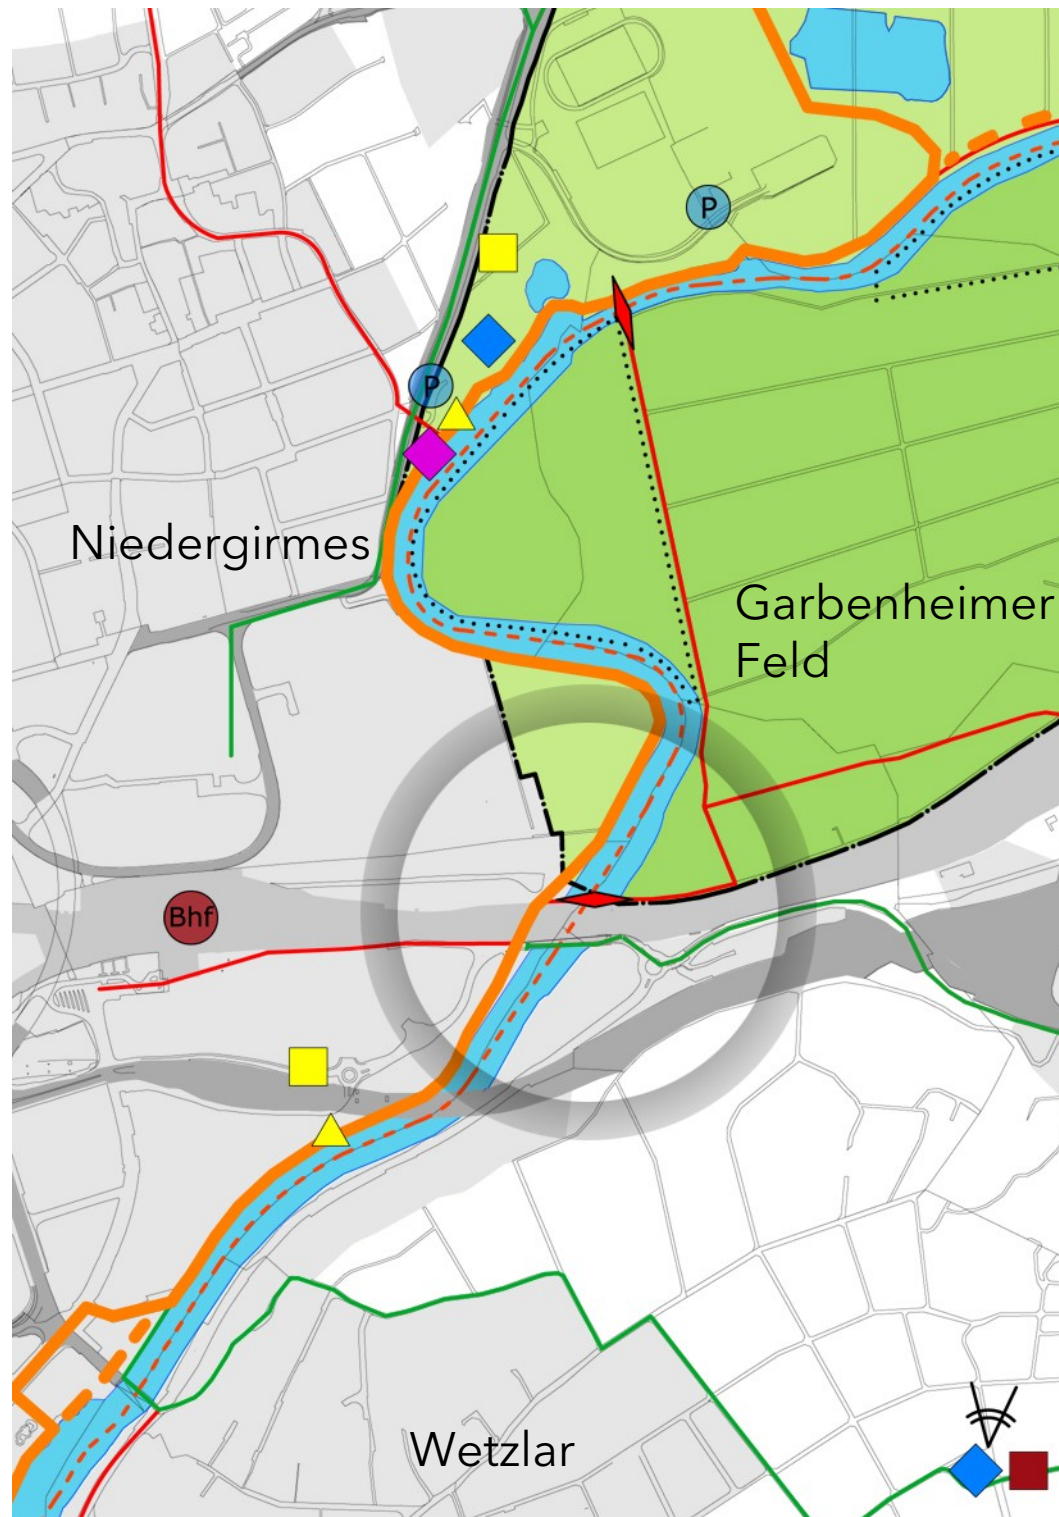 P
P
Niedergirmes
Garbenheimer
Feld
Bhf
Wetzlar